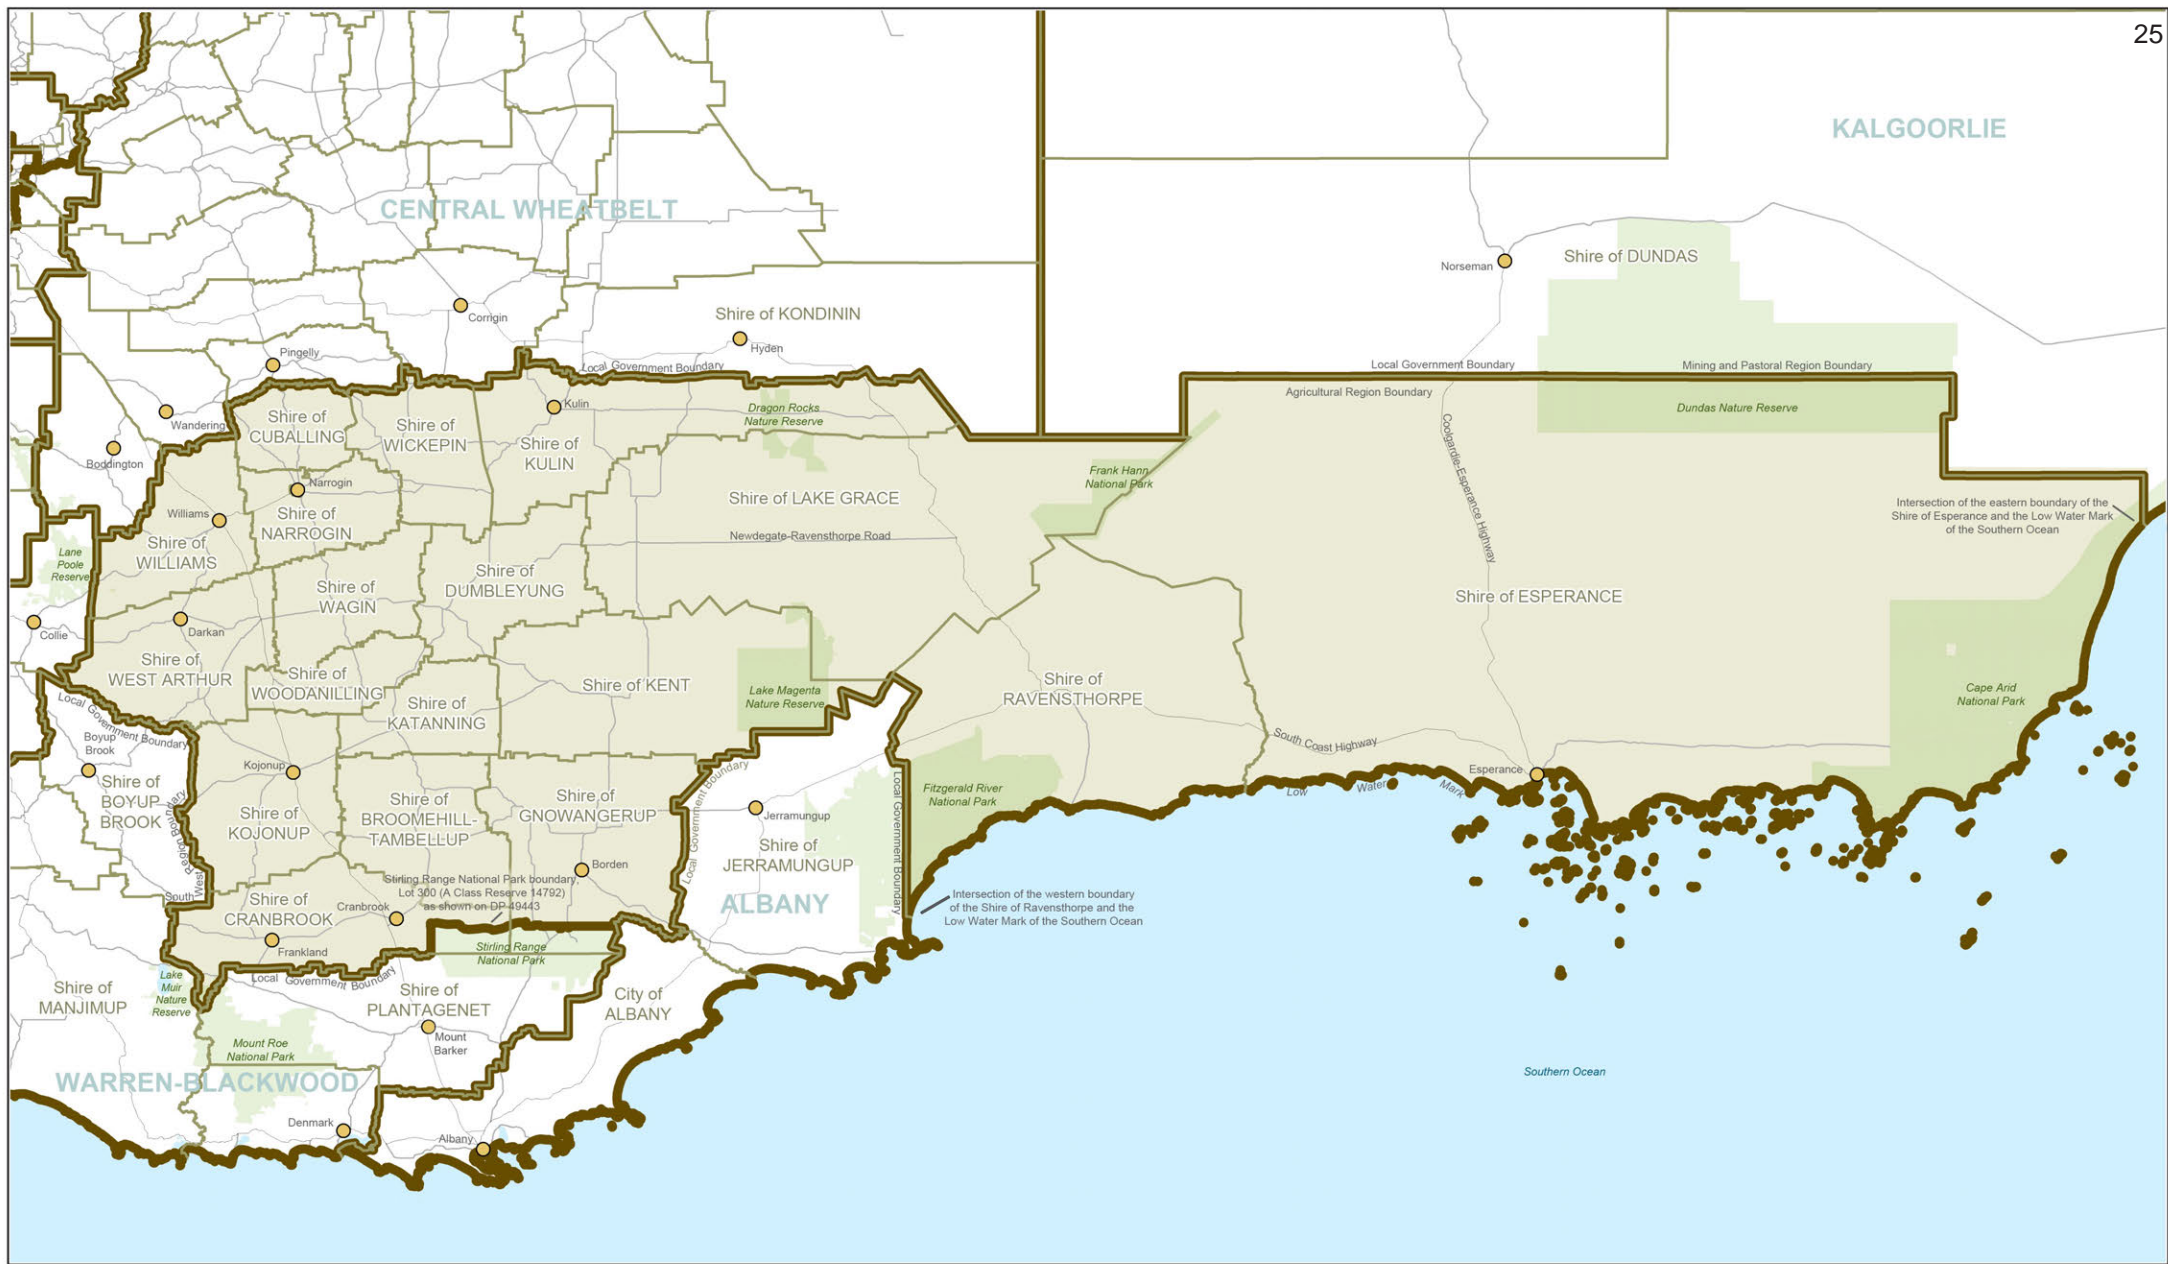 25
KALGOORLIE
CENTRAL WHEATBELT
Shire of DUNDAS
Norseman
Corrigin
Shire of KONDININ
Hyden
Pingelly
Local Government Boundary
Local Government Boundary
Mining and Pastoral Region Boundary
Agricultural Region Boundary
Dundas Nature Reserve
Wandering
Boddington
Shire of
CUBALLING
Shire of
WICKEPIN
Kulin
Shire of
KULIN
Dragon Rocks
Nature Reserve
Coolgardie-Esperance Highway
Frank Hann
National Park
Narrogin
Shire of
NARROGIN
Williams
Shire of
WILLIAMS
Shire of LAKE GRACE
Newdegate-Ravensthorpe Road
Intersection of the eastern boundary of the
Shire of Esperance and the Low Water Mark
of the Southern Ocean
Lane
Poole
Reserve
Shire of
WAGIN
Shire of
DUMBLEYUNG
Shire of ESPERANCE
Collie
Darkan
Shire of
WEST ARTHUR
Shire of
WOODANILLING
Shire of
KATANNING
Shire of KENT
Lake Magenta
Nature Reserve
Shire of
RAVENSTHORPE
Cape Arid
National Park
Local Government Boundary
Boyup
Brook
Shire of
BOYUP
BROOK
South West
Region Boundary
Kojonup
Shire of
KOJONUP
Shire of
BROOMEHILL-
TAMBELLUP
Shire of
GNOWANGERUP
Local Government Boundary
Jerramungup
Shire of
JERRAMUNGUP
ALBANY
Local Government Boundary
Fitzgerald River
National Park
South Coast Highway
Esperance
Low Water Mark
Borden
Stirling Range National Park boundary,
Lot 300 (A Class Reserve 14792)
as shown on DP 49443
Intersection of the western boundary
of the Shire of Ravensthorpe and the
Low Water Mark of the Southern Ocean
Shire of
CRANBROOK
Cranbrook
Frankland
Stirling Range
National Park
Local Government Boundary
Shire of
MANJIMUP
Lake
Muir
Nature
Reserve
Shire of
PLANTAGENET
Mount
Barker
City of
ALBANY
Mount Roe
National Park
WARREN-BLACKWOOD
Denmark
Albany
Southern Ocean